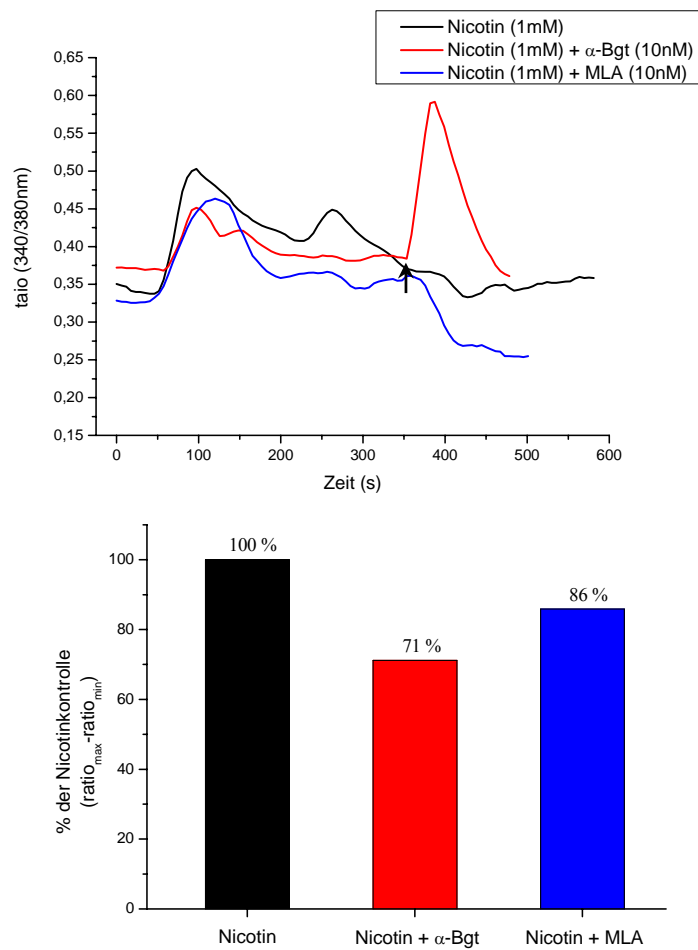 Nicotin (1mM)
Nicotin (1mM) + α-Bgt (10nM)
Nicotin (1mM) + MLA (10nM)
0,65
0,60
0,55
0,50
0,45
0,40
0,35
0,30
0,25
0,20
0,15
taio (340/380nm)
0 100 200 300 400 500 600
Zeit (s)
100
80
60
40
20
0
% der Nicotinkontrolle
(ratiomax-ratiomin)
100 %
71 %
86 %
Nicotin Nicotin + α-Bgt Nicotin + MLA